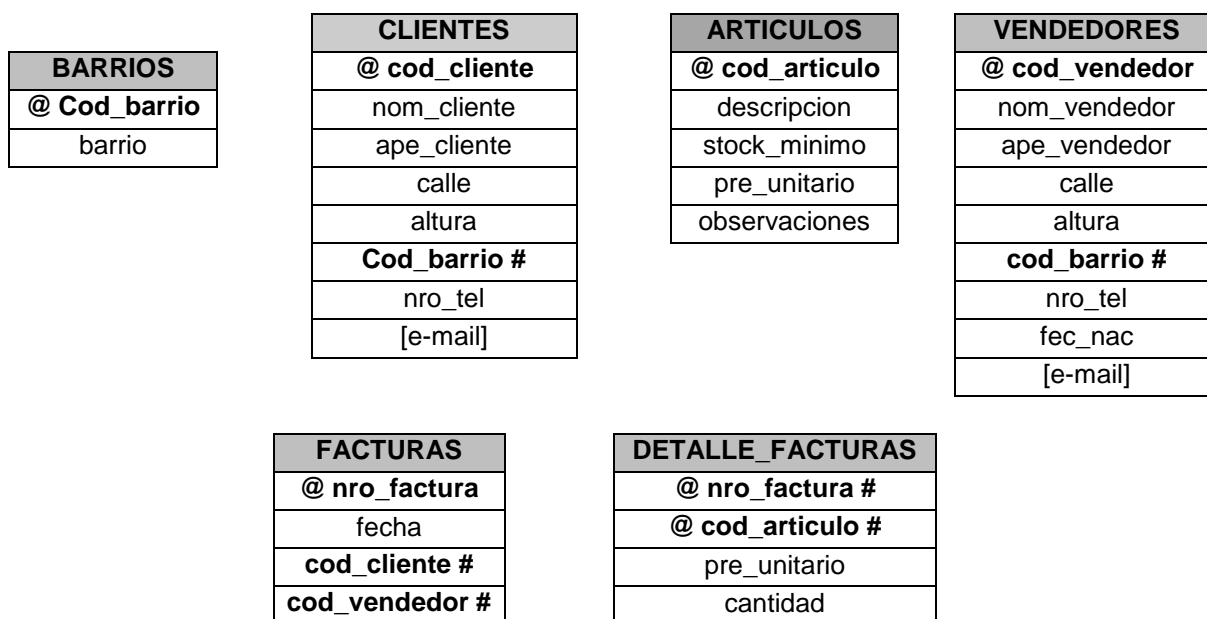 BARRIOS
@ Cod_barrio
barrio
CLIENTES
@ cod_cliente
nom_cliente
ape_cliente
calle
altura
Cod_barrio #
nro_tel
[e-mail]
ARTICULOS
@ cod_articulo
descripcion
stock_minimo
pre_unitario
observaciones
VENDEDORES
@ cod_vendedor
nom_vendedor
ape_vendedor
calle
altura
cod_barrio #
nro_tel
fec_nac
[e-mail]
FACTURAS
@ nro_factura
fecha
cod_cliente #
cod_vendedor #
DETALLE_FACTURAS
@ nro_factura #
@ cod_articulo #
pre_unitario
cantidad